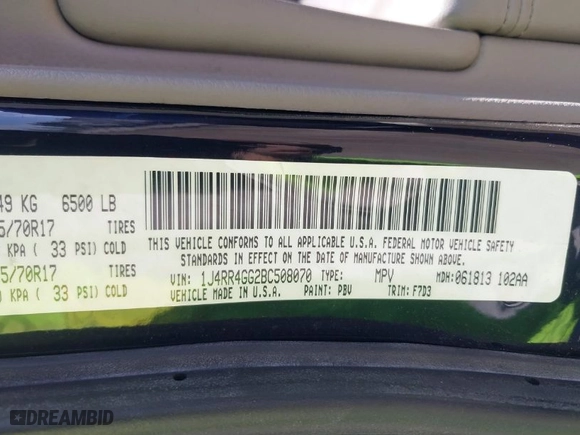 49 KG 6500 LB
5/70R17 TIRES
KPA ( 33 PSI) COLD
5/70R17 TIRES
KPA ( 33 PSI) COLD
THIS VEHICLE CONFORMS TO ALL APPLICABLE U.S.A. FEDERAL MOTOR VEHICLE SAFETY
STANDARDS IN EFFECT ON THE DATE OF MANUFACTURE SHOWN ABOVE.
VIN: 1J4RR4GG2BC508070 TYPE: MPV MDH: 061813 102AA
VEHICLE MADE IN U.S.A. PAINT: PBV TRIM: F7D3
DREAMBID